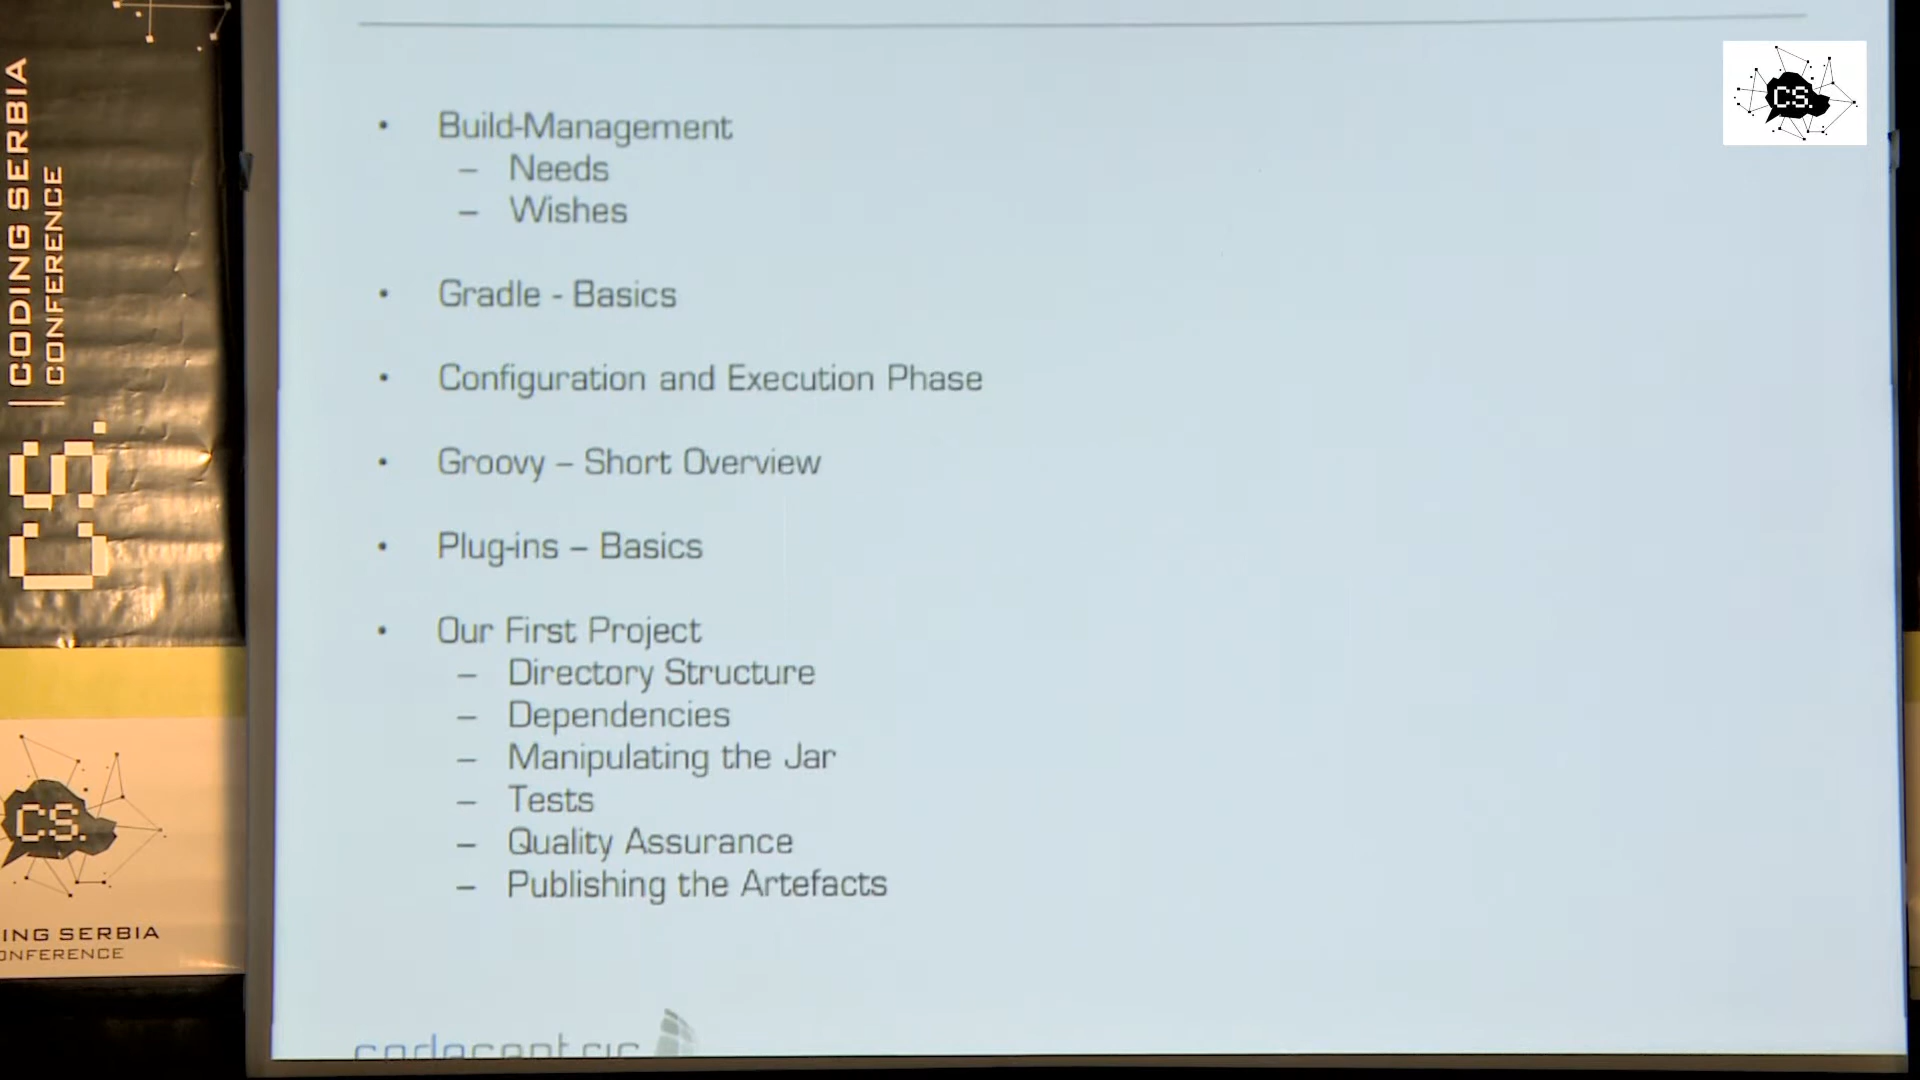 CS. | CODING SERBIA
CONFERENCE
CS.
• Build-Management
– Needs
– Wishes
• Gradle - Basics
• Configuration and Execution Phase
• Groovy – Short Overview
• Plug-ins – Basics
• Our First Project
– Directory Structure
– Dependencies
– Manipulating the Jar
– Tests
– Quality Assurance
– Publishing the Artefacts
CS.
ING SERBIA
ONFERENCE
codecentric